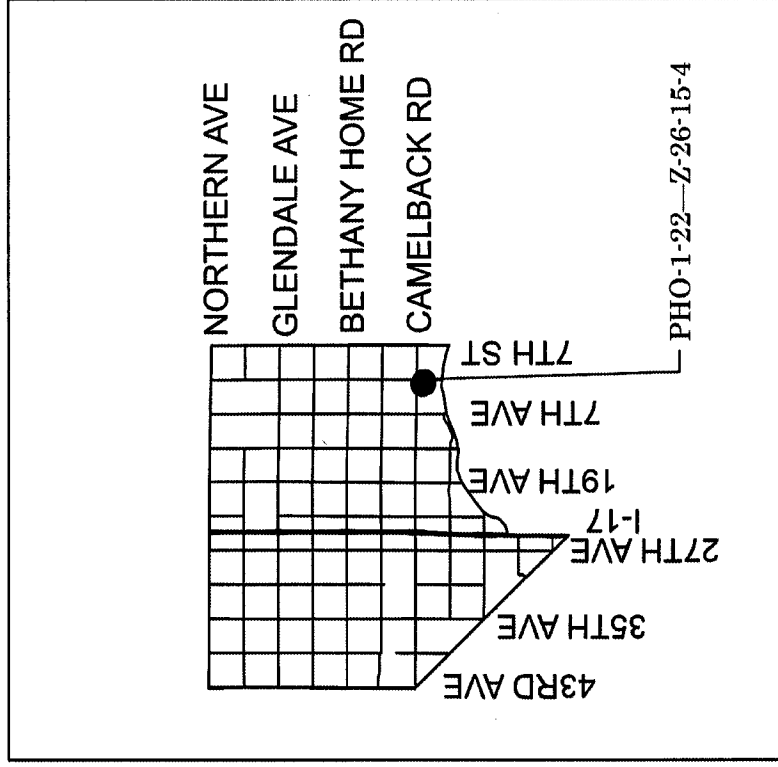 NORTHERN AVE
GLENDALE AVE
BETHANY HOME RD
CAMELBACK RD
43RD AVE
35TH AVE
27TH AVE
I-17
19TH AVE
7TH AVE
7TH ST
PHO-1-22—Z-26-15-4